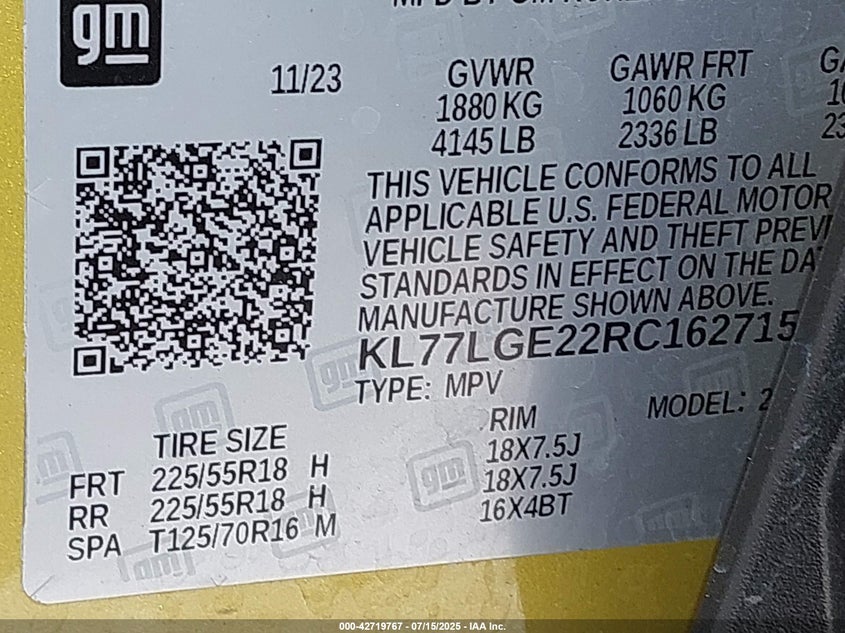 gm
11/23
GVWR
1880 KG
4145 LB
GAWR FRT
1060 KG
2336 LB
THIS VEHICLE CONFORMS TO ALL
APPLICABLE U.S. FEDERAL MOTOR
VEHICLE SAFETY AND THEFT
STANDARDS IN EFFECT ON THE
MANUFACTURE SHOWN ABOVE.
KL77LGE22RC162715
TYPE: MPV
MODEL: 2
TIRE SIZE RIM
FRT 225/55R18 H 18X7.5J
RR 225/55R18 H 18X7.5J
SPA T125/70R16 M 16X4BT
000-42719767 - 07/15/2025 - IAA Inc.